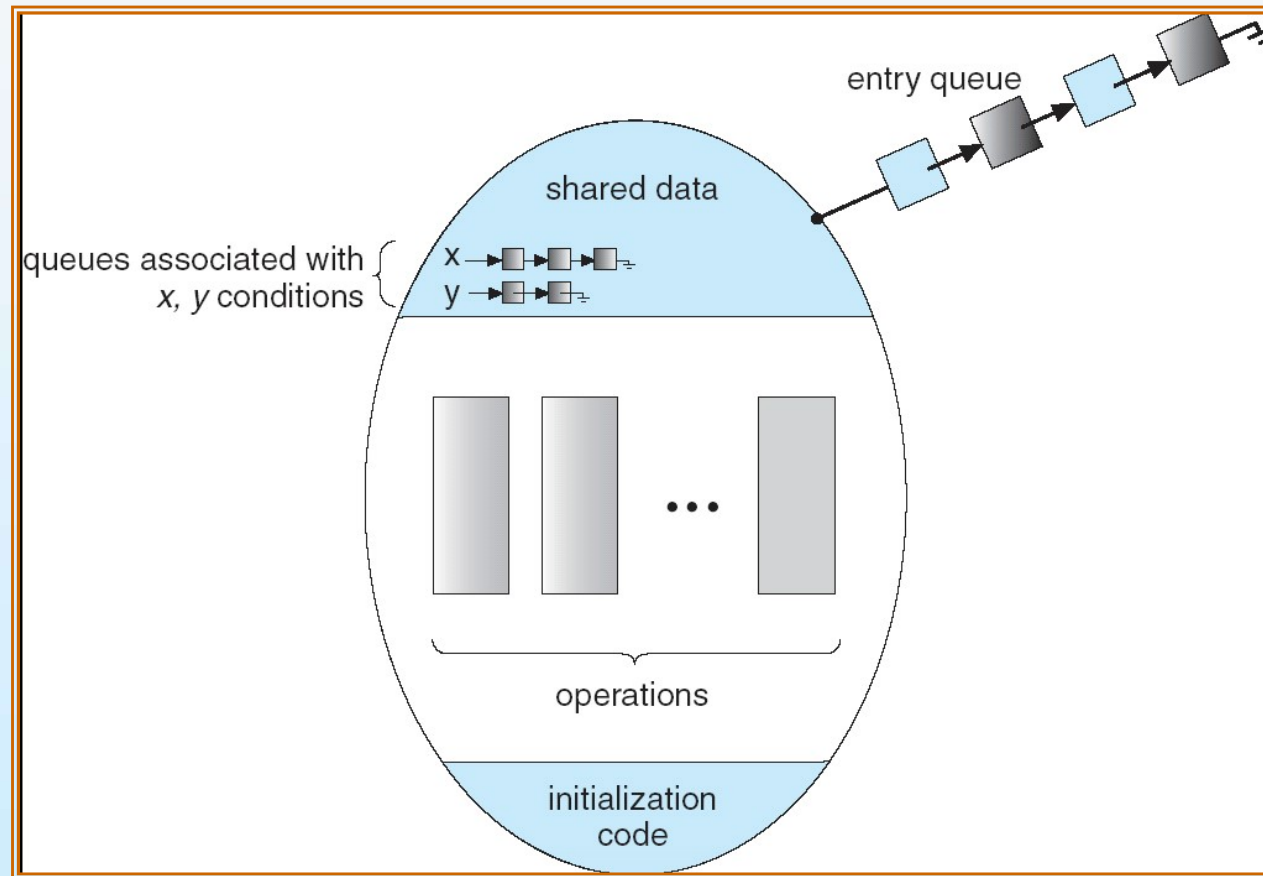 entry queue
shared data
queues associated with
x, y conditions
x
y
operations
initialization
code